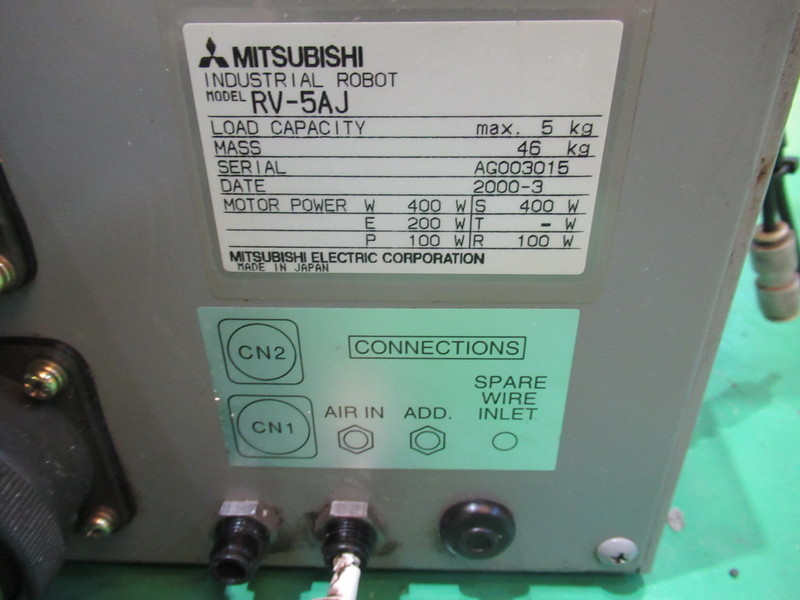 MITSUBISHI
INDUSTRIAL ROBOT
MODEL RV-5AJ
LOAD CAPACITY max. 5 kg
MASS 46 kg
SERIAL AG003015
DATE 2000-3
MOTOR POWER W 400 W S 400 W
E 200 W T - W
P 100 W R 100 W
MITSUBISHI ELECTRIC CORPORATION
MADE IN JAPAN
CN2 CONNECTIONS
CN1 AIR IN ADD. SPARE
WIRE
INLET